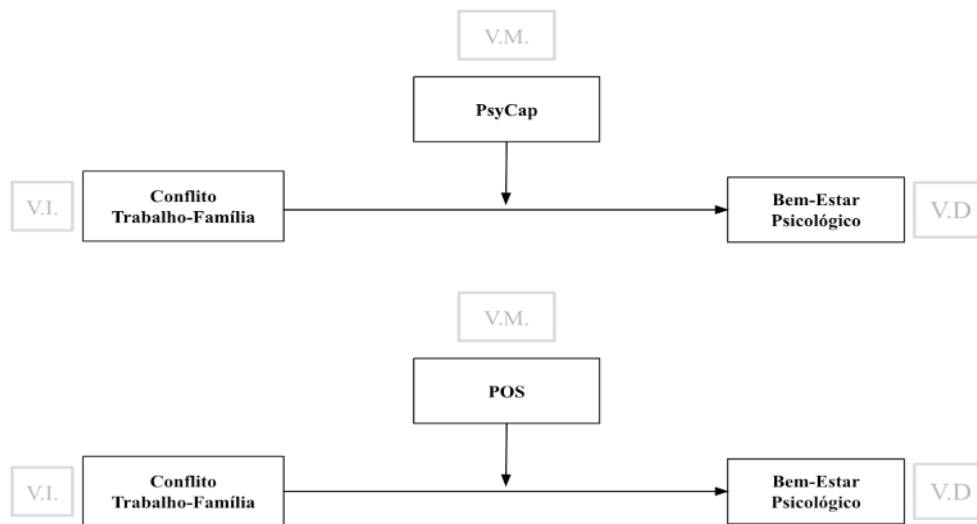 V.M.
PsyCap
V.I.
Conflito
Trabalho-Família
Bem-Estar
Psicológico
V.D
V.M.
POS
V.I.
Conflito
Trabalho-Família
Bem-Estar
Psicológico
V.D